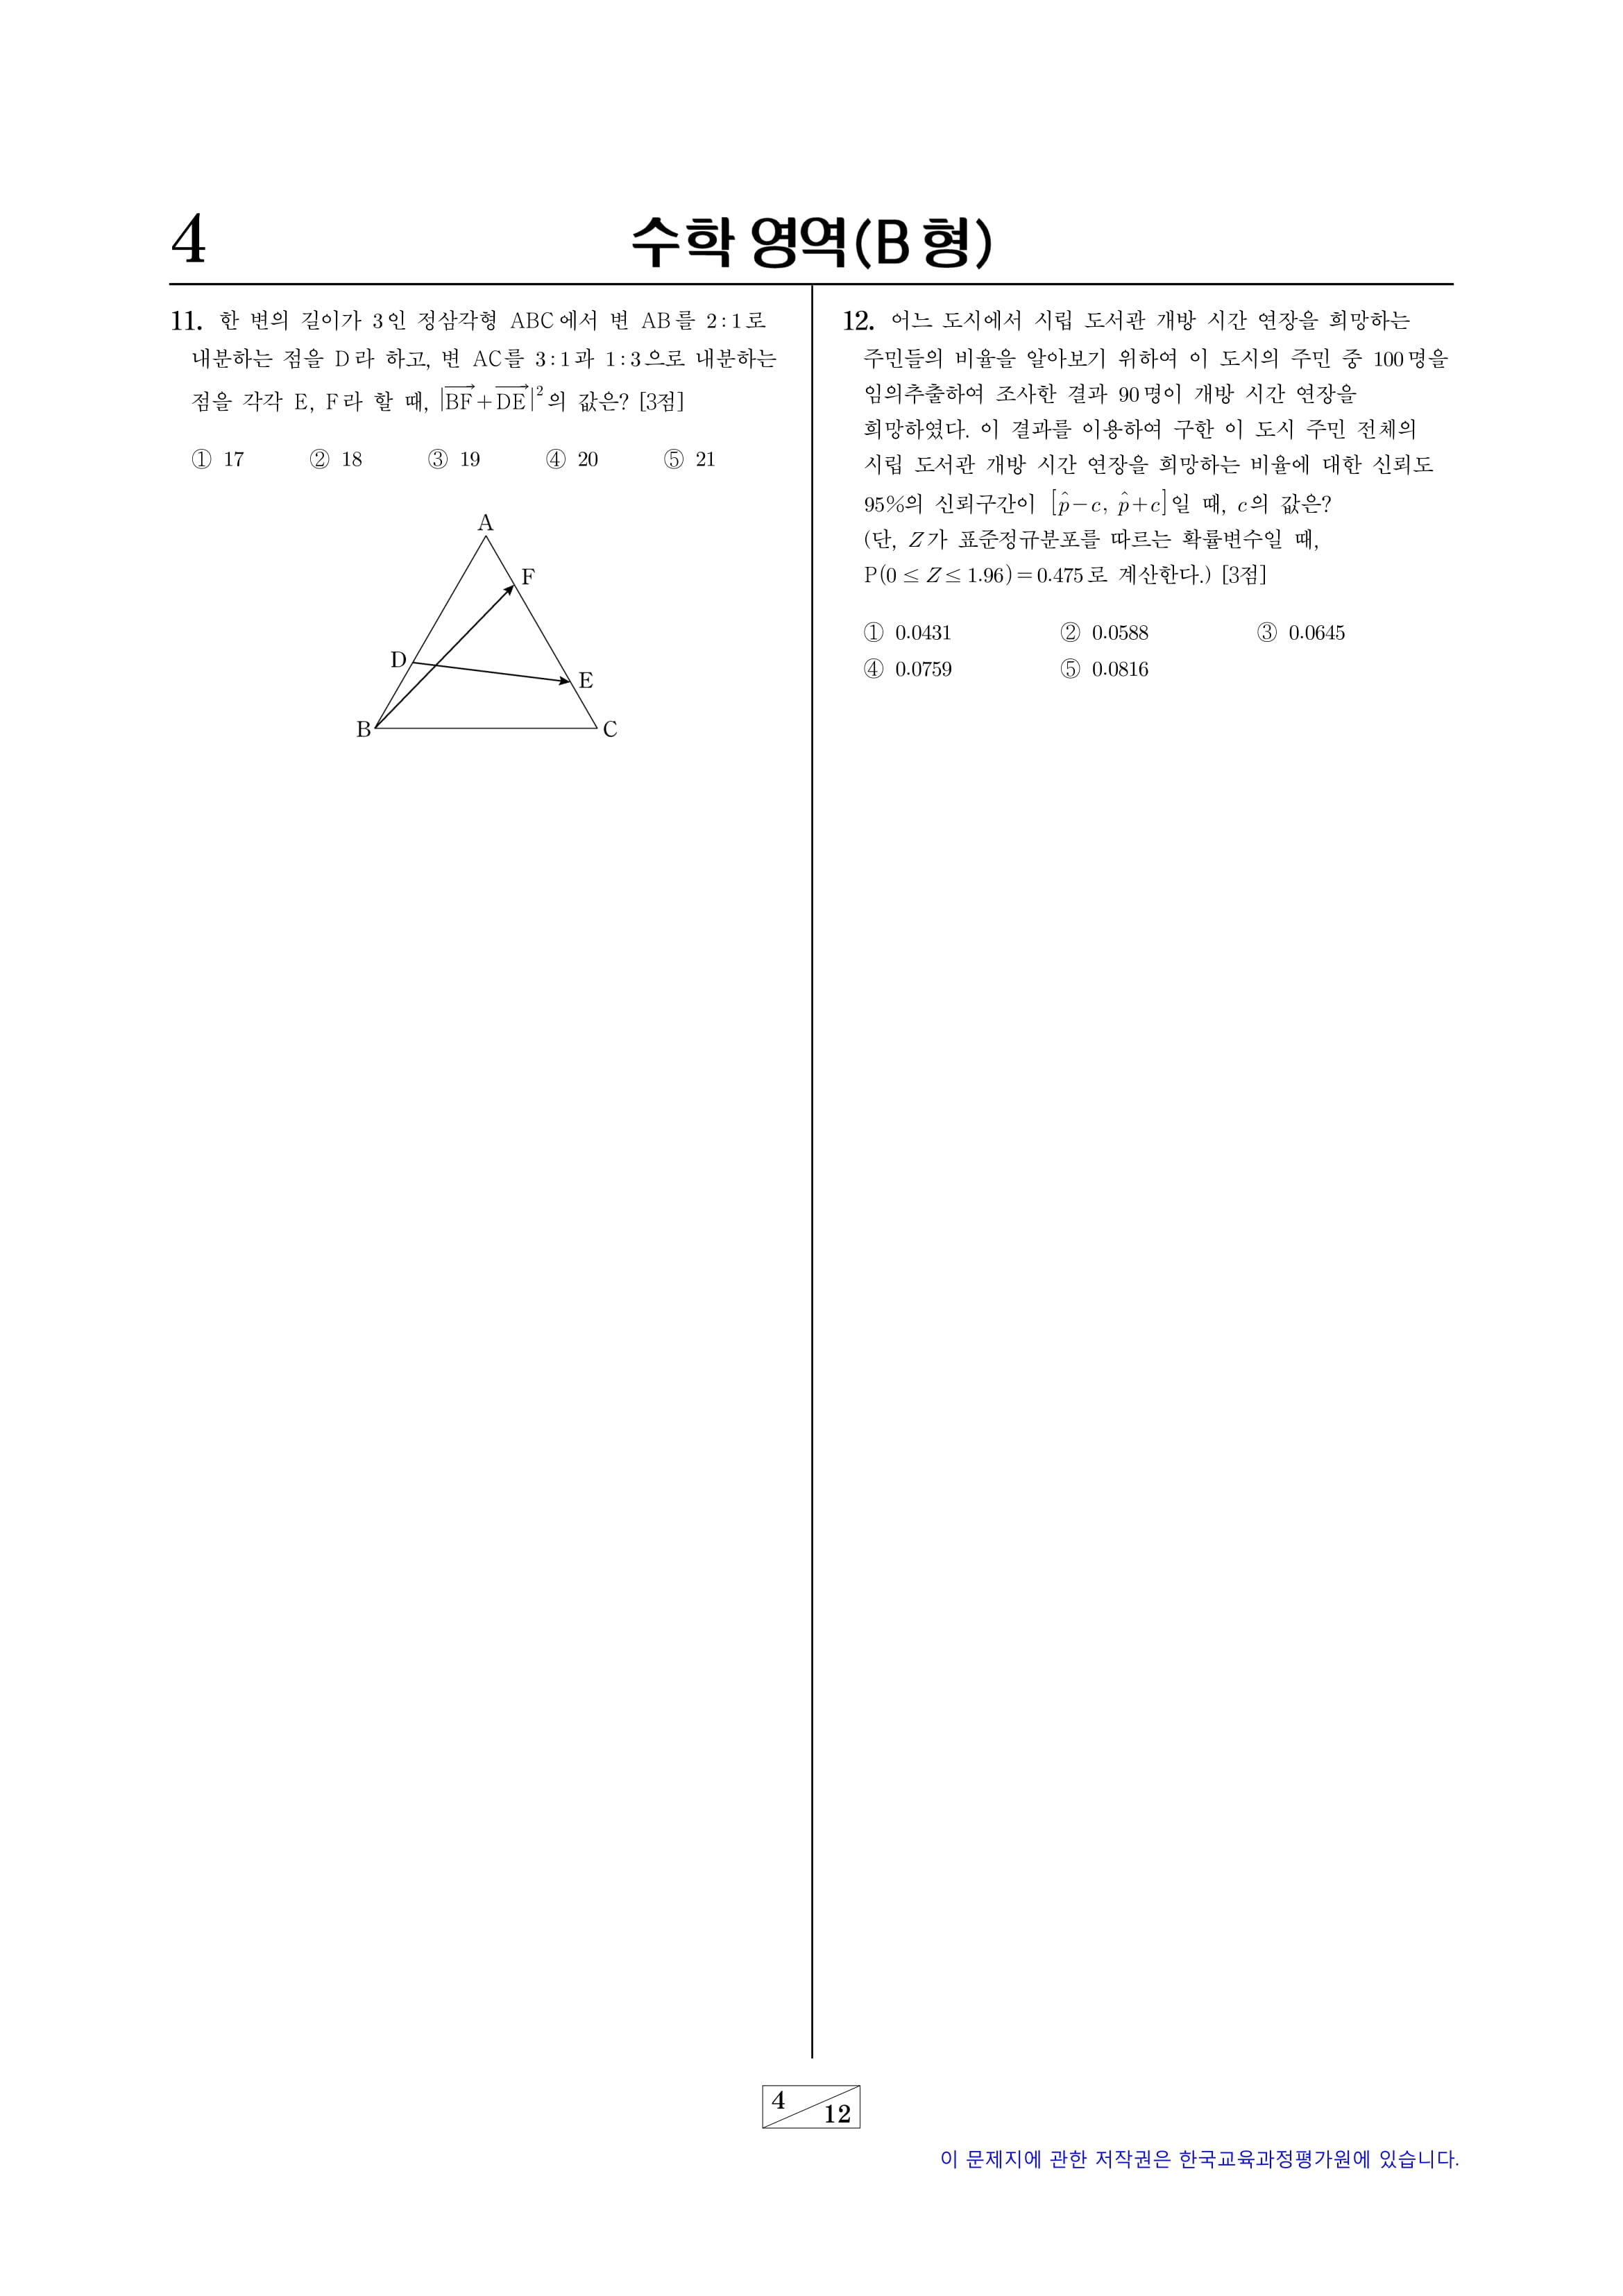 4
수학 영역(B형)
11. 한 변의 길이가 3인 정삼각형 ABC에서 변 AB를 2:1로
내분하는 점을 D라 하고, 변 AC를 3:1과 1:3으로 내분하는
점을 각각 E, F라 할 때, |\overrightarrow{BF}+\overrightarrow{DE}|²의 값은? [3점]
① 17 ② 18 ③ 19 ④ 20 ⑤ 21
A
F
D
E
B
C
12. 어느 도시에서 시립 도서관 개방 시간 연장을 희망하는
주민들의 비율을 알아보기 위하여 이 도시의 주민 중 100명을
임의추출하여 조사한 결과 90명이 개방 시간 연장을
희망하였다. 이 결과를 이용하여 구한 이 도시 주민 전체의
시립 도서관 개방 시간 연장을 희망하는 비율에 대한 신뢰도
95%의 신뢰구간이 [p̂−c, p̂+c]일 때, c의 값은?
(단, Z가 표준정규분포를 따르는 확률변수일 때,
P(0 ≤ Z ≤ 1.96) = 0.475로 계산한다.) [3점]
① 0.0431 ② 0.0588 ③ 0.0645
④ 0.0759 ⑤ 0.0816
4
12
이 문제지에 관한 저작권은 한국교육과정평가원에 있습니다.